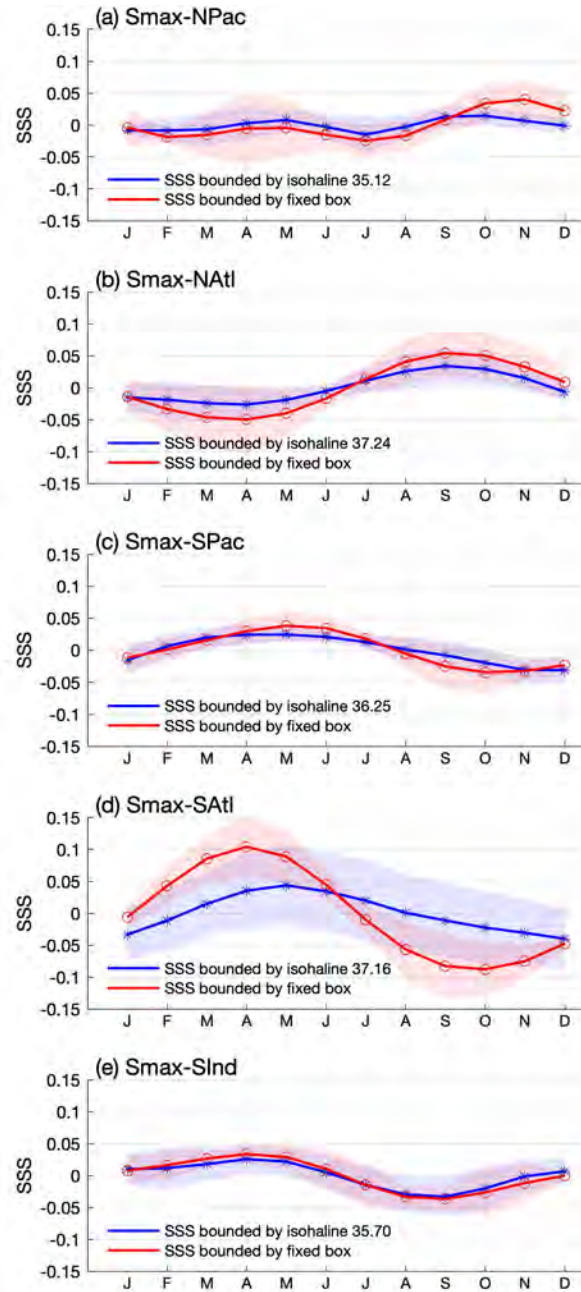 (a) Smax-NPac
0.15
0.1
0.05
0
-0.05
-0.1
-0.15
SSS
SSS bounded by isohaline 35.12
SSS bounded by fixed box
J F M A M J J A S O N D
(b) Smax-NAtl
0.15
0.1
0.05
0
-0.05
-0.1
-0.15
SSS
SSS bounded by isohaline 37.24
SSS bounded by fixed box
J F M A M J J A S O N D
(c) Smax-SPac
0.15
0.1
0.05
0
-0.05
-0.1
-0.15
SSS
SSS bounded by isohaline 36.25
SSS bounded by fixed box
J F M A M J J A S O N D
(d) Smax-SAtl
0.15
0.1
0.05
0
-0.05
-0.1
-0.15
SSS
SSS bounded by isohaline 37.16
SSS bounded by fixed box
J F M A M J J A S O N D
(e) Smax-SInd
0.15
0.1
0.05
0
-0.05
-0.1
-0.15
SSS
SSS bounded by isohaline 35.70
SSS bounded by fixed box
J F M A M J J A S O N D